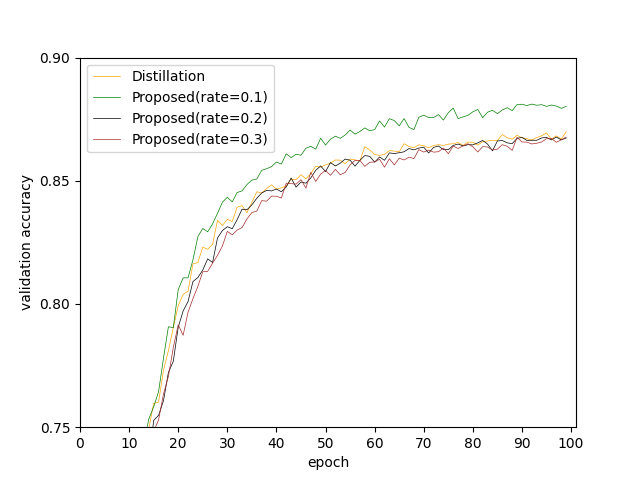 0.90
0.85
0.80
0.75
validation accuracy
Distillation
Proposed(rate=0.1)
Proposed(rate=0.2)
Proposed(rate=0.3)
0 10 20 30 40 50 60 70 80 90 100
epoch